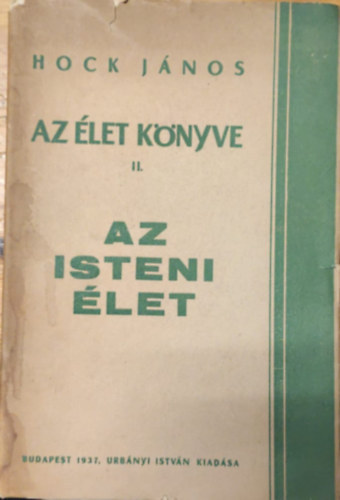 HOCK JÁNOS
AZ ÉLET KÖNYVE
II.
AZ
ISTENI
ÉLET
BUDAPEST 1937, URBÁNYI ISTVÁN KIADÁSA